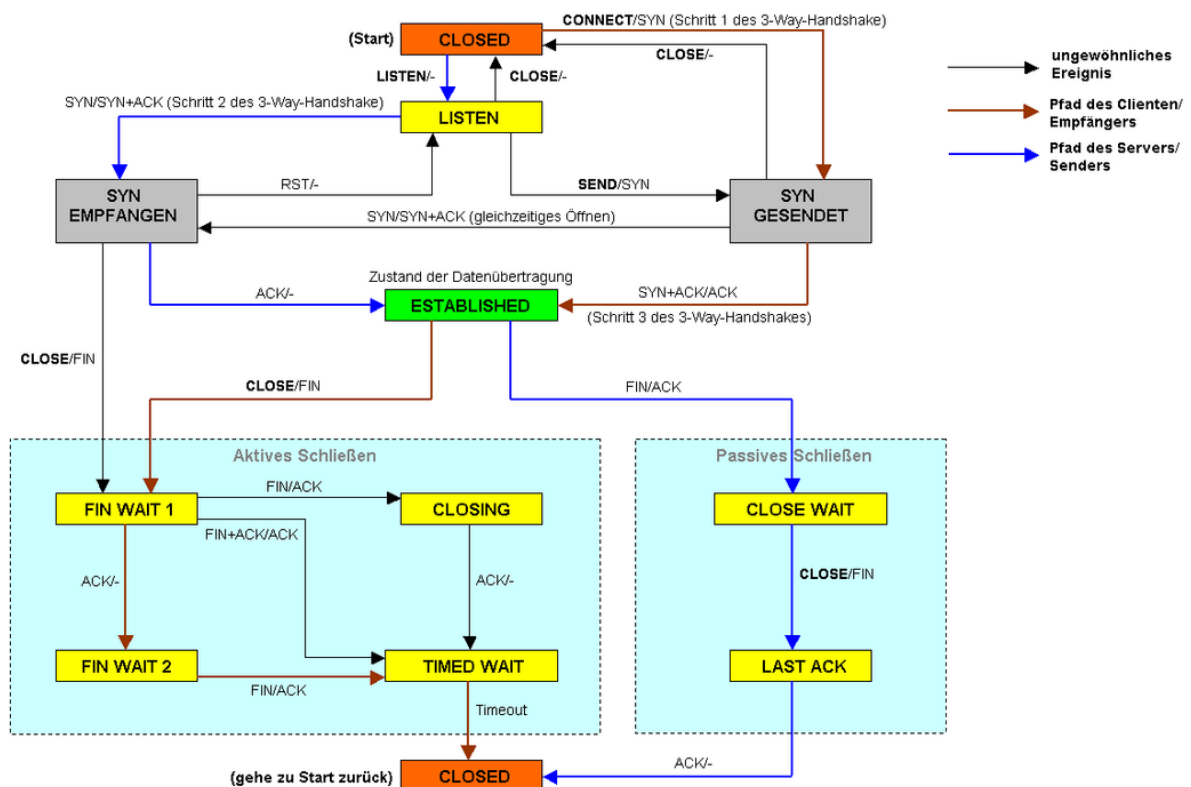 CONNECT/SYN (Schritt 1 des 3-Way-Handshake)
(Start)
CLOSED
CLOSE/-
ungewöhnliches
Ereignis
LISTEN/-
CLOSE/-
Pfad des Clienten/
Empfängers
SYN/SYN+ACK (Schritt 2 des 3-Way-Handshake)
LISTEN
Pfad des Servers/
Senders
SYN
EMPFANGEN
RST/-
SEND/SYN
SYN
GESENDET
SYN/SYN+ACK (gleichzeitiges Öffnen)
Zustand der Datenübertragung
ACK/-
ESTABLISHED
SYN+ACK/ACK
(Schritt 3 des 3-Way-Handshakes)
CLOSE/FIN
CLOSE/FIN
FIN/ACK
Aktives Schließen
Passives Schließen
FIN WAIT 1
FIN/ACK
CLOSING
CLOSE WAIT
FIN+ACK/ACK
ACK/-
ACK/-
CLOSE/FIN
FIN WAIT 2
FIN/ACK
TIMED WAIT
LAST ACK
Timeout
(gehe zu Start zurück)
CLOSED
ACK/-